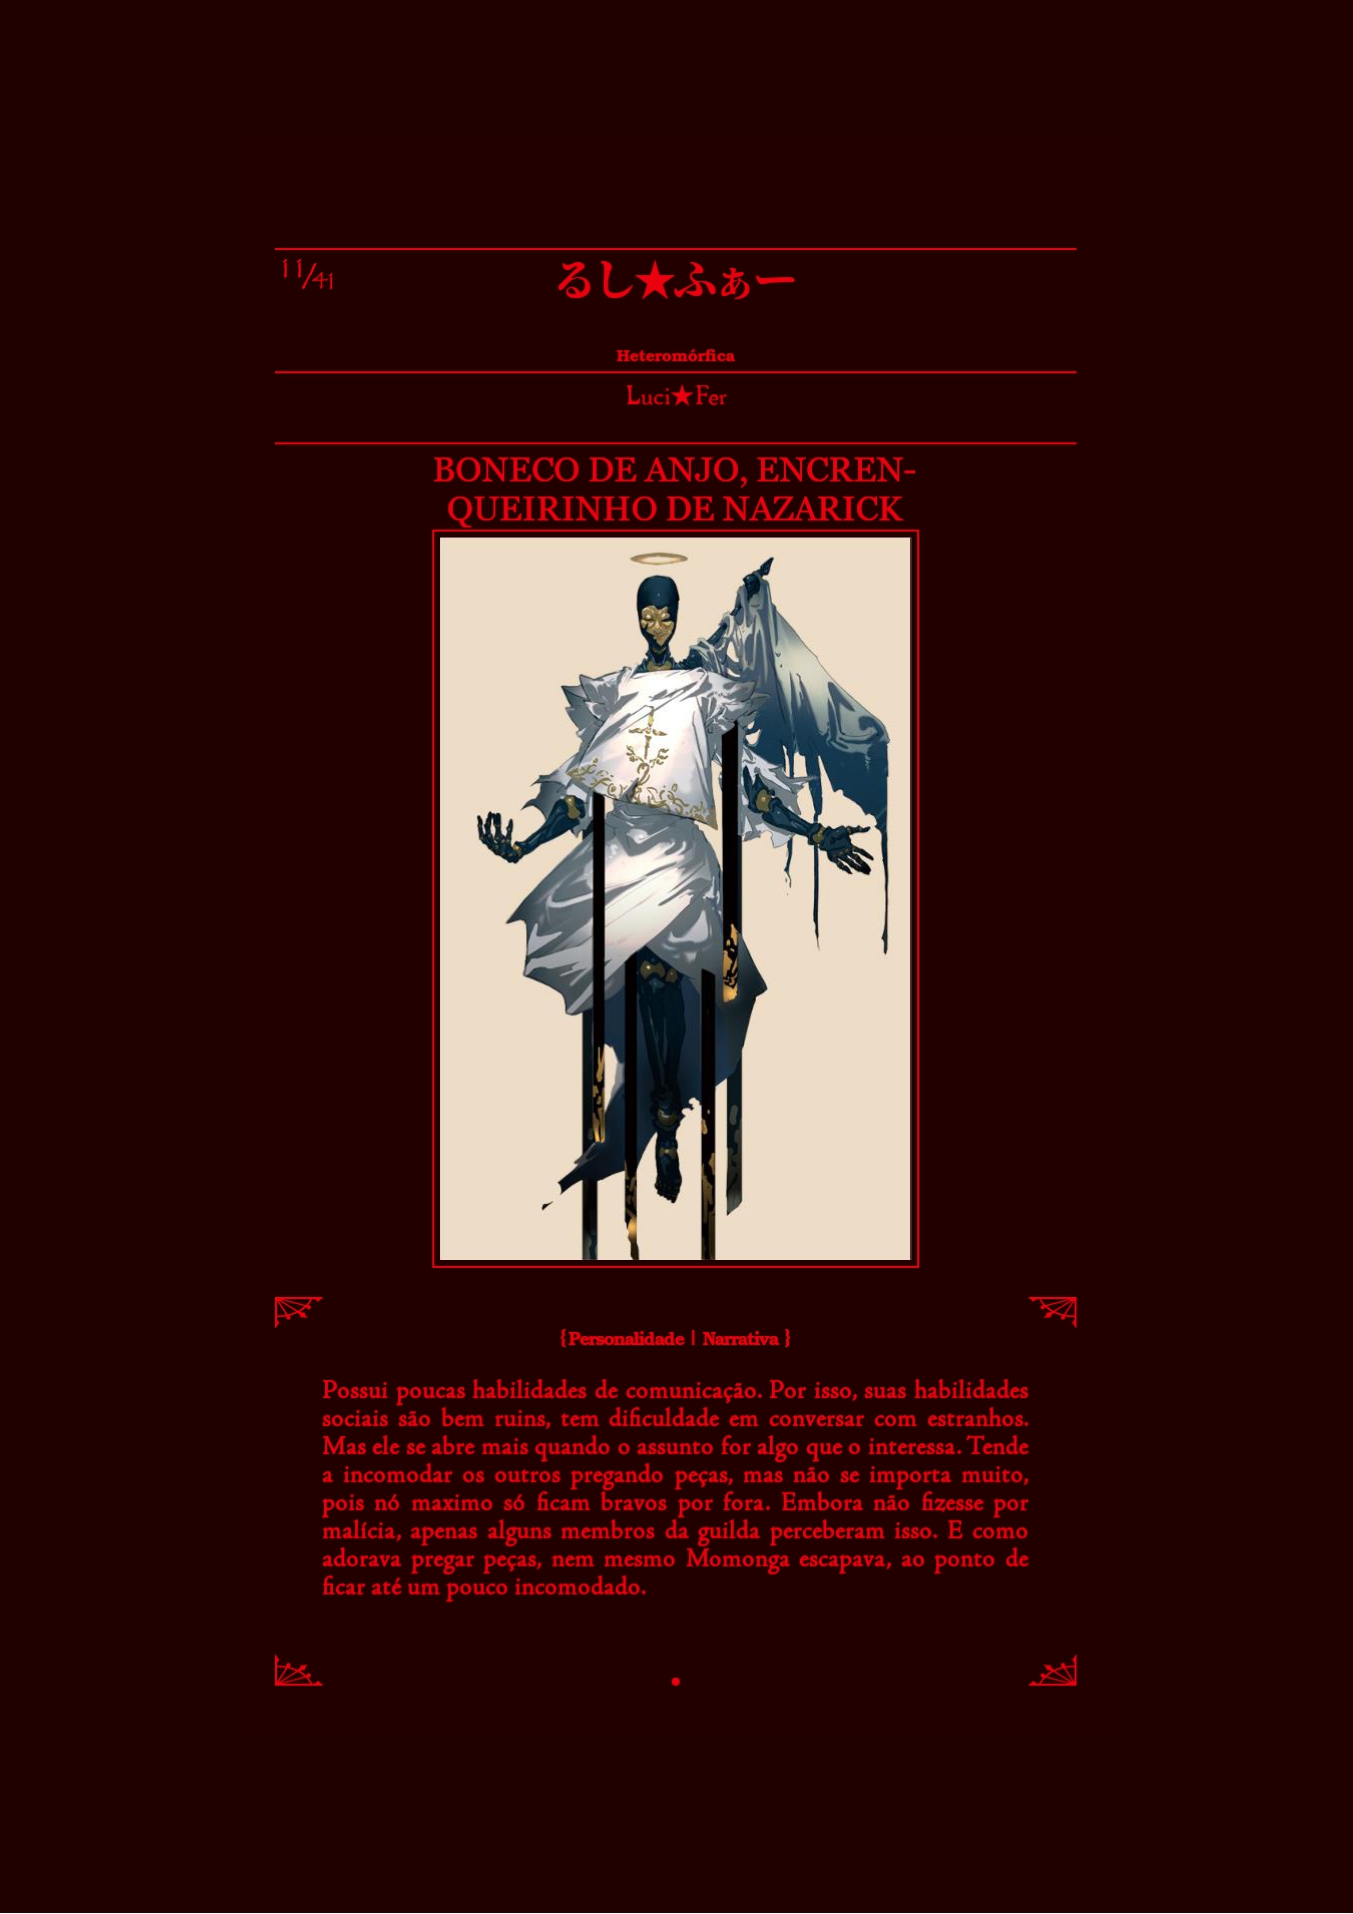 11/41
るし★ふぁー
Heteromórfica
Luci★Fer
BONECO DE ANJO, ENCREN-
QUEIRINHO DE NAZARICK
{Personalidade | Narrativa }
Possui poucas habilidades de comunicação. Por isso, suas habilidades
sociais são bem ruins, tem dificuldade em conversar com estranhos.
Mas ele se abre mais quando o assunto for algo que o interessa. Tende
a incomodar os outros pregando peças, mas não se importa muito,
pois nó maximo só ficam bravos por fora. Embora não fizesse por
malícia, apenas alguns membros da guilda perceberam isso. E como
adorava pregar peças, nem mesmo Momonga escapava, ao ponto de
ficar até um pouco incomodado.